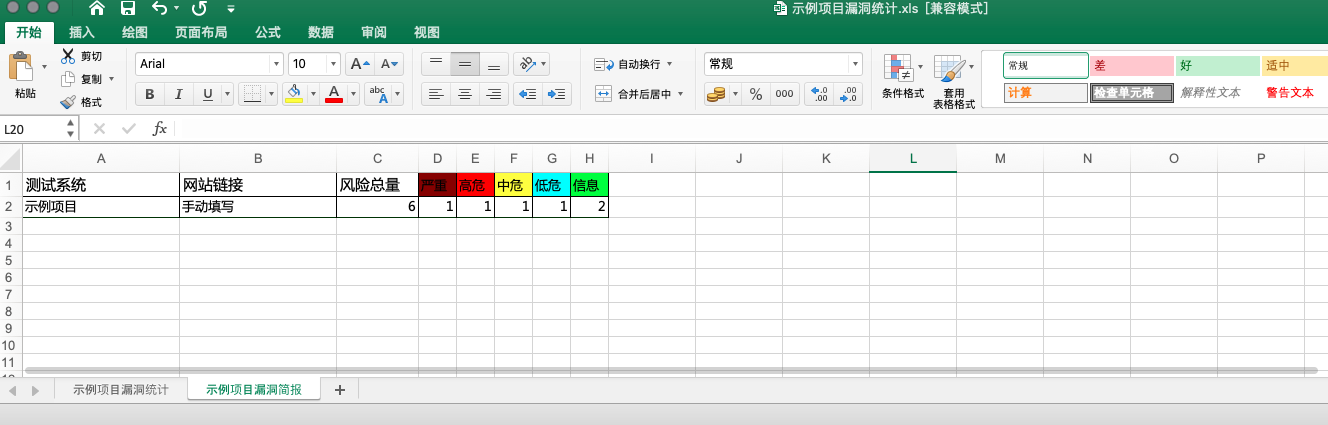 示例项目漏洞统计.xls [兼容模式]
开始 插入 绘图 页面布局 公式 数据 审阅 视图
粘贴 剪切 复制 格式
Arial 10 A A
B I U A abc
自动换行
合并后居中
常规
% 000 .0 .00 .00 .0
条件格式 套用 表格格式
常规 差 好 适中
计算 检查单元格 解释性文本 警告文本
L20 fx
A B C D E F G H I J K L M N O P
1 测试系统 网站链接 风险总量 严重 高危 中危 低危 信息
2 示例项目 手动填写 6 1 1 1 1 2
3
4
5
6
7
8
9
10
11
示例项目漏洞统计 示例项目漏洞简报 +